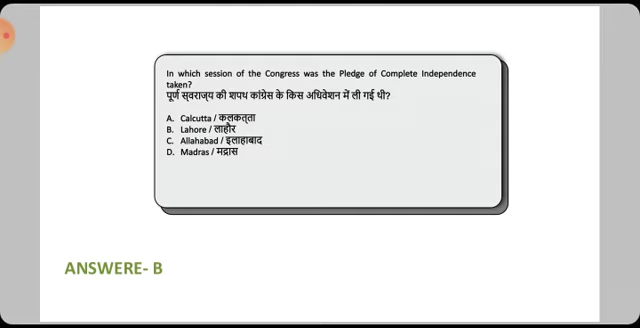 In which session of the Congress was the Pledge of Complete Independence
taken?
पूर्ण स्वराज्य की शपथ कांग्रेस के किस अधिवेशन में ली गई थी?
A. Calcutta / कलकत्ता
B. Lahore / लाहौर
C. Allahabad / इलाहाबाद
D. Madras / मद्रास
ANSWERE- B